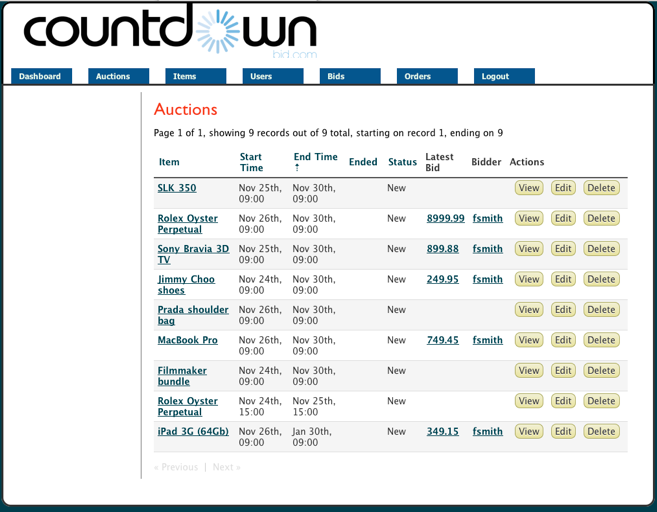 countdown
bid.com
Dashboard Auctions Items Users Bids Orders Logout
Auctions
Page 1 of 1, showing 9 records out of 9 total, starting on record 1, ending on 9
Item Start Time End Time ↑ Ended Status Latest Bid Bidder Actions
SLK 350 Nov 25th, 09:00 Nov 30th, 09:00 New View Edit Delete
Rolex Oyster Perpetual Nov 26th, 09:00 Nov 30th, 09:00 New 8999.99 fsmith View Edit Delete
Sony Bravia 3D TV Nov 25th, 09:00 Nov 30th, 09:00 New 899.88 fsmith View Edit Delete
Jimmy Choo shoes Nov 24th, 09:00 Nov 30th, 09:00 New 249.95 fsmith View Edit Delete
Prada shoulder bag Nov 26th, 09:00 Nov 30th, 09:00 New View Edit Delete
MacBook Pro Nov 26th, 09:00 Nov 30th, 09:00 New 749.45 fsmith View Edit Delete
Filmmaker bundle Nov 24th, 09:00 Nov 30th, 09:00 New View Edit Delete
Rolex Oyster Perpetual Nov 24th, 15:00 Nov 25th, 15:00 New View Edit Delete
iPad 3G (64Gb) Nov 26th, 09:00 Jan 30th, 09:00 New 349.15 fsmith View Edit Delete
« Previous | Next »